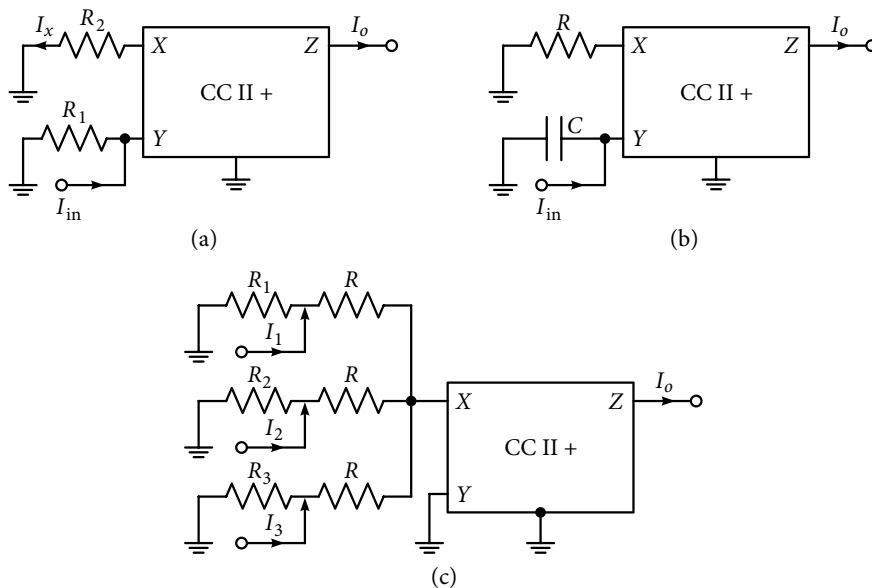 I_x R_2 X Z I_o
CC II +
R_1 Y
I_in
(a)
R X Z I_o
CC II +
C Y
I_in
(b)
R_1 R
I_1
R_2 R X Z I_o
I_2 CC II +
R_3 R Y
I_3
(c)